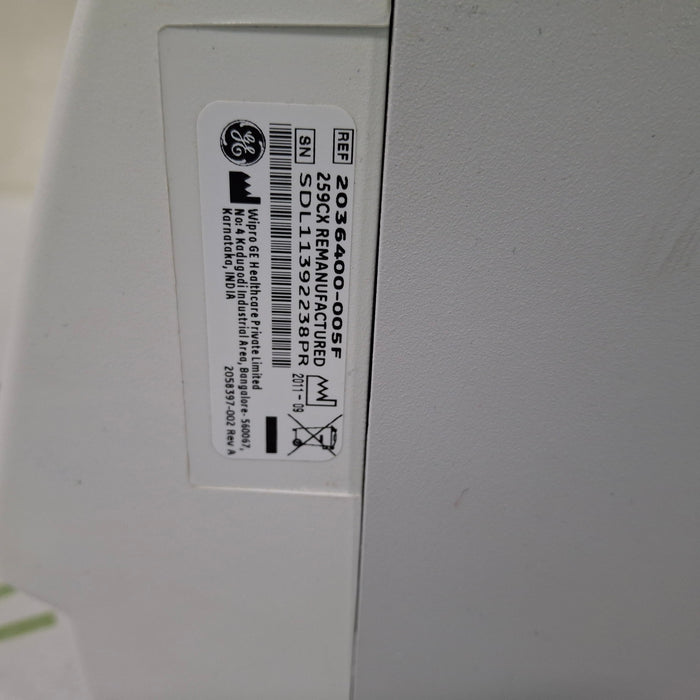 REF 2036400-005F
259CX REMANUFACTURED
SN SDL11392238PR
2011-09
GE
Wipro GE Healthcare Private Limited
No: 4 Kadugodi Industrial Area, Bangalore- 560067,
Karnataka, INDIA
2058397-002 Rev A